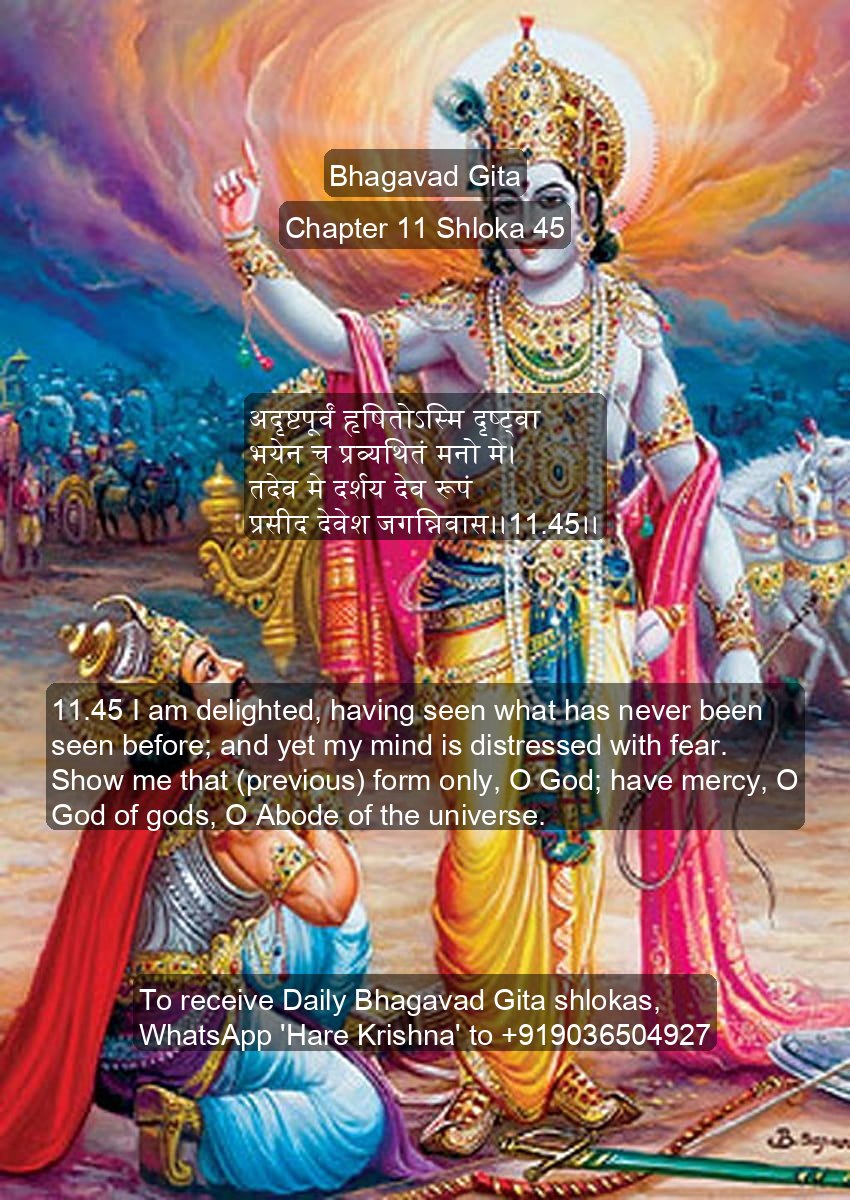 Bhagavad Gita
Chapter 11 Shloka 45
अदृष्टपूर्वं हृषितोऽस्मि दृष्ट्वा
भयेन च प्रव्यथितं मनो मे।
तदेव मे दर्शय देव रूपं
प्रसीद देवेश जगन्निवास।।11.45।।
11.45 I am delighted, having seen what has never been
seen before; and yet my mind is distressed with fear.
Show me that (previous) form only, O God; have mercy, O
God of gods, O Abode of the universe.
To receive Daily Bhagavad Gita shlokas,
WhatsApp 'Hare Krishna' to +919036504927